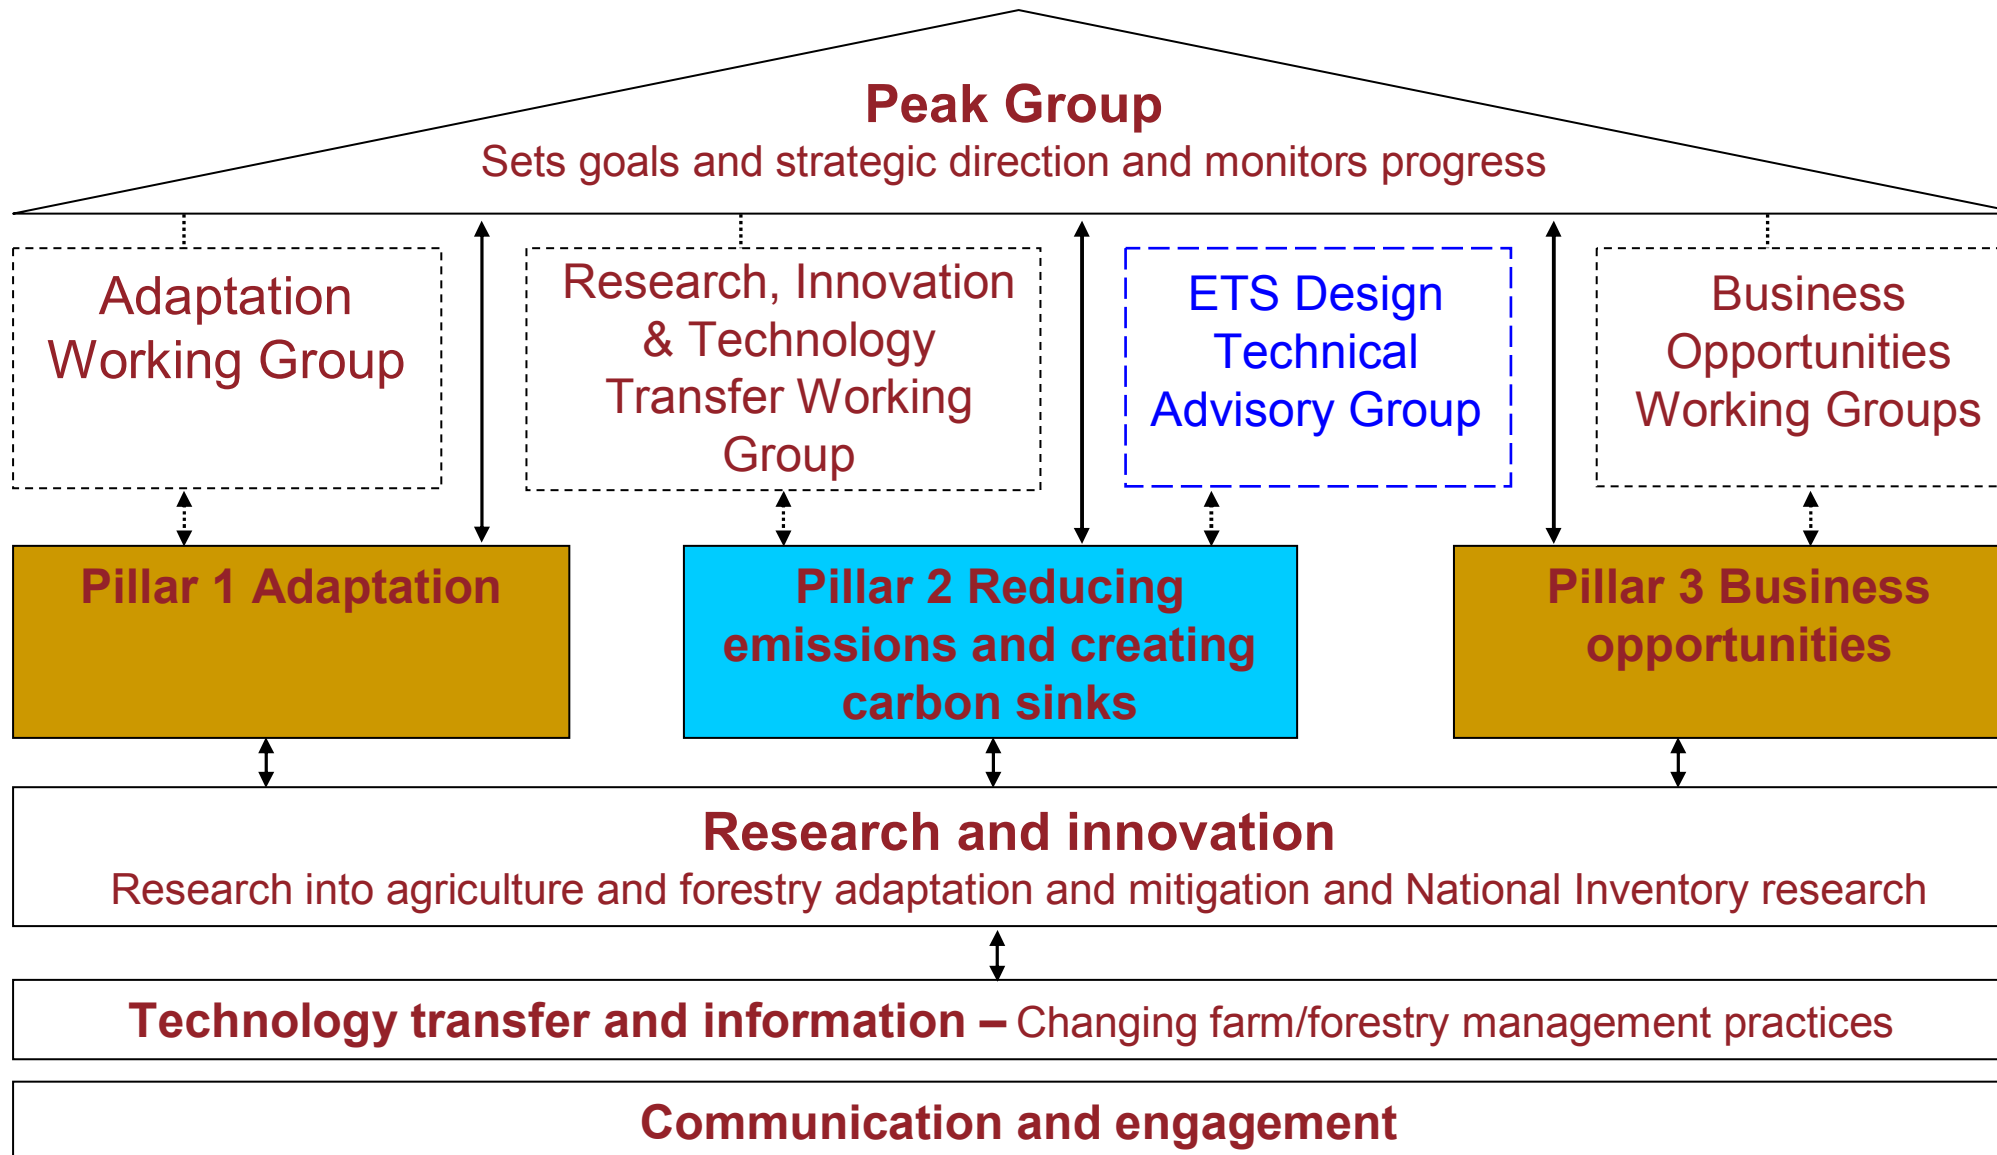 Peak Group
Sets goals and strategic direction and monitors progress
Adaptation
Working Group
Research, Innovation
& Technology
Transfer Working
Group
ETS Design
Technical
Advisory Group
Business
Opportunities
Working Groups
Pillar 1 Adaptation
Pillar 2 Reducing
emissions and creating
carbon sinks
Pillar 3 Business
opportunities
Research and innovation
Research into agriculture and forestry adaptation and mitigation and National Inventory research
Technology transfer and information – Changing farm/forestry management practices
Communication and engagement